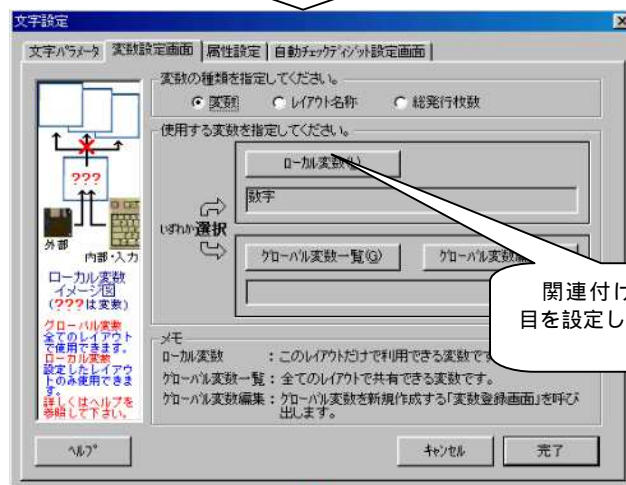 文字設定
文字ﾊﾟﾗﾒｰﾀ 変数設定画面 属性設定 自動ﾁｪｯｸﾃﾞｨｼﾞｯﾄ設定画面
変数の種類を指定してください。
変数 ﾚｲｱｳﾄ名称 総発行枚数
使用する変数を指定してください。
ﾛｰｶﾙ変数(L)
数字
いずれか選択
ｸﾞﾛｰﾊﾞﾙ変数一覧(G) ｸﾞﾛｰﾊﾞﾙ変数
???
外部
内部・入力
ローカル変数
イメージ図
(???は変数)
グローバル変数
全てのレイアウト
で使用できます。
ローカル変数
設定したレイアウ
トのみ使用できま
す。
詳しくはヘルプを
参照して下さい。
関連付け
目を設定し
メモ
ﾛｰｶﾙ変数 ：このﾚｲｱｳﾄだけで利用できる変数です
ｸﾞﾛｰﾊﾞﾙ変数一覧：全てのﾚｲｱｳﾄで共有できる変数です。
ｸﾞﾛｰﾊﾞﾙ変数編集：ｸﾞﾛｰﾊﾞﾙ変数を新規作成する「変数登録画面」を呼び
出します。
ﾍﾙﾌﾟ ｷｬﾝｾﾙ 完了